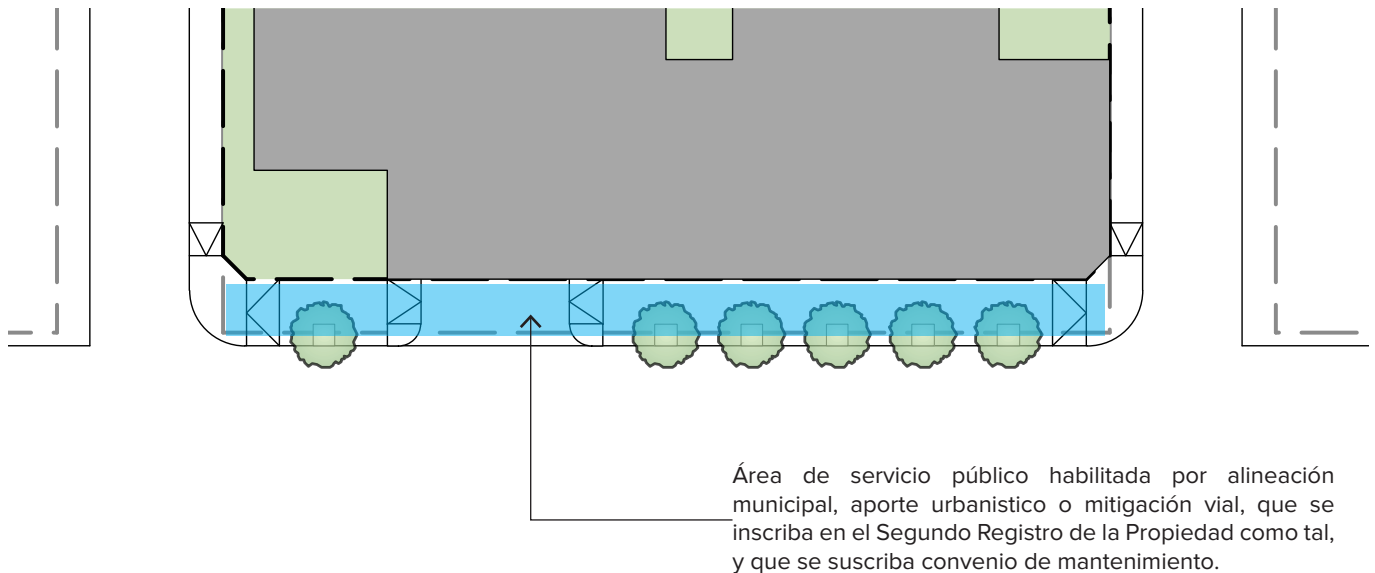 Área de servicio público habilitada por alineación
municipal, aporte urbanistico o mitigación vial, que se
inscriba en el Segundo Registro de la Propiedad como tal,
y que se suscriba convenio de mantenimiento.